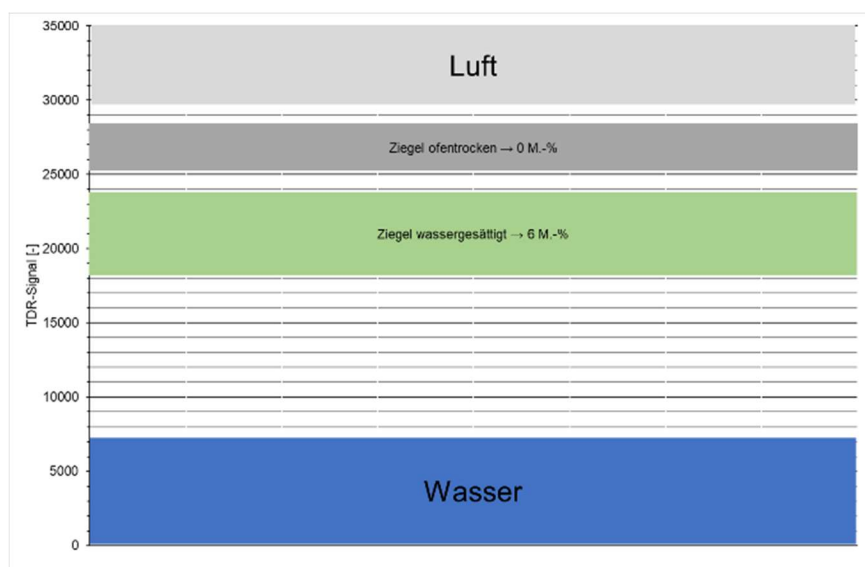 35000
Luft
30000
Ziegel ofentrocken → 0 M.-%
25000
Ziegel wassergesättigt → 6 M.-%
20000
TDR-Signal [-]
15000
10000
5000
Wasser
0